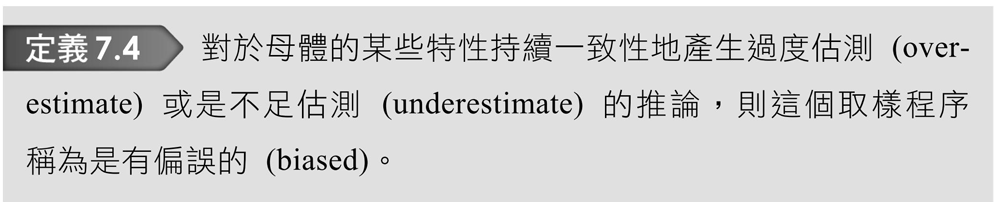 定義 7.4 對於母體的某些特性持續一致性地產生過度估測 (over-
estimate) 或是不足估測 (underestimate) 的推論，則這個取樣程序
稱為是有偏誤的 (biased)。